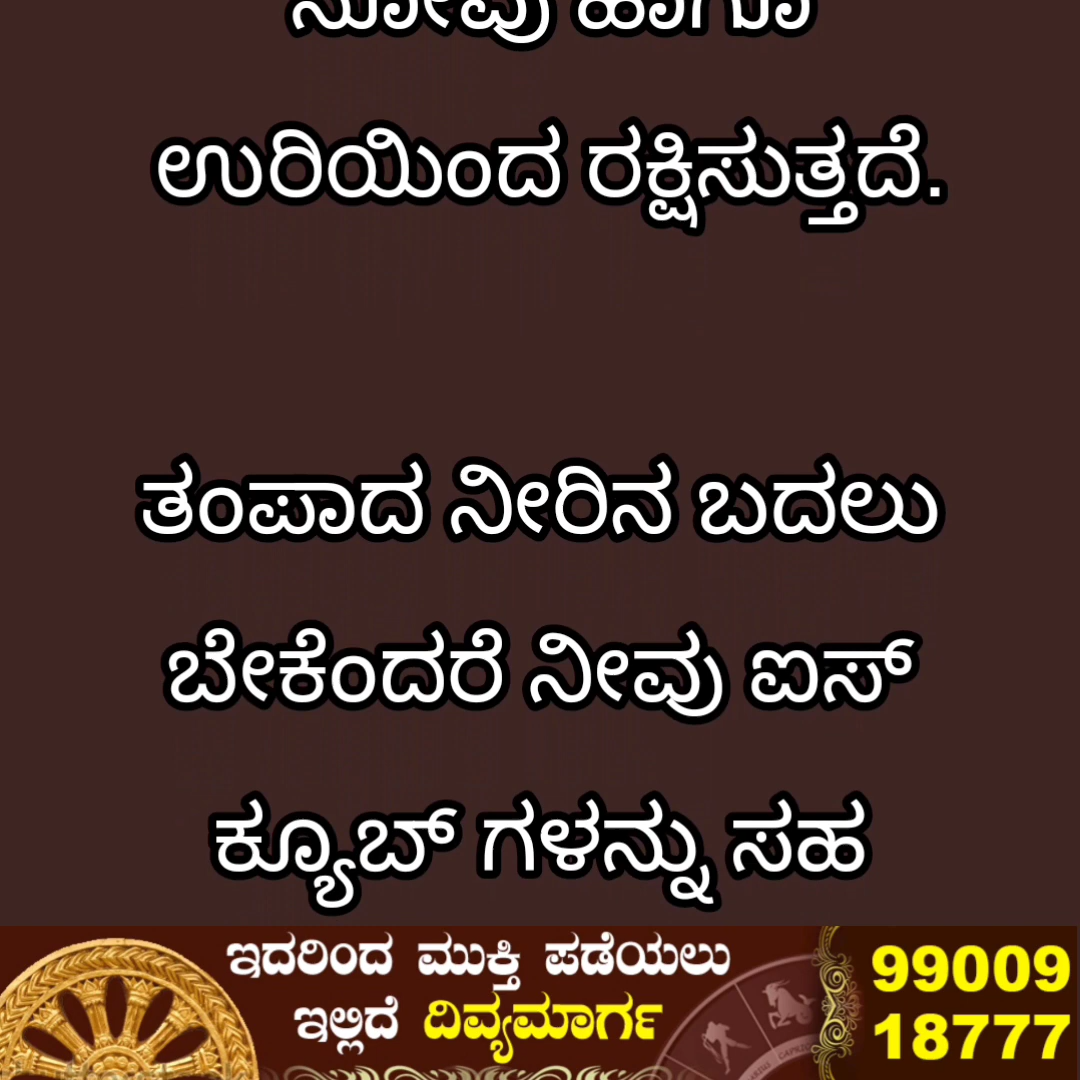 ನೋವು ಹಾಗೂ
ಉರಿಯಿಂದ ರಕ್ಷಿಸುತ್ತದೆ.
ತಂಪಾದ ನೀರಿನ ಬದಲು
ಬೇಕೆಂದರೆ ನೀವು ಐಸ್
ಕ್ಯೂಬ್ ಗಳನ್ನು ಸಹ
ಇದರಿಂದ ಮುಕ್ತಿ ಪಡೆಯಲು
ಇಲ್ಲಿದೆ ದಿವ್ಯಮಾರ್ಗ
99009
18777